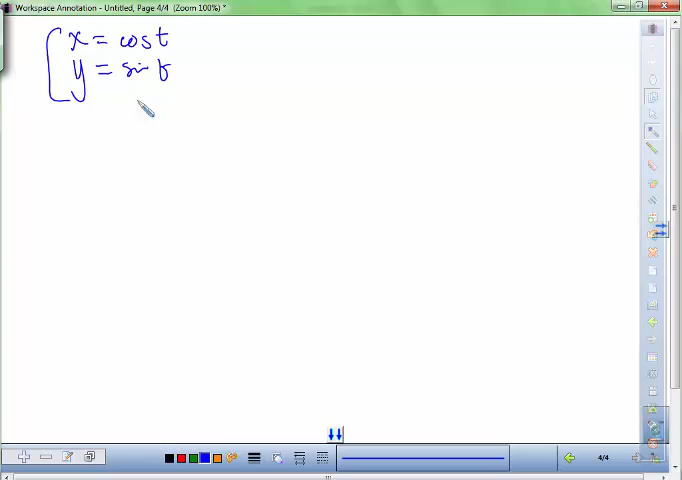 Workspace Annotation - Untitled, Page 4/4 (Zoom 100%) *
x = cos t
y = sin t
4/4